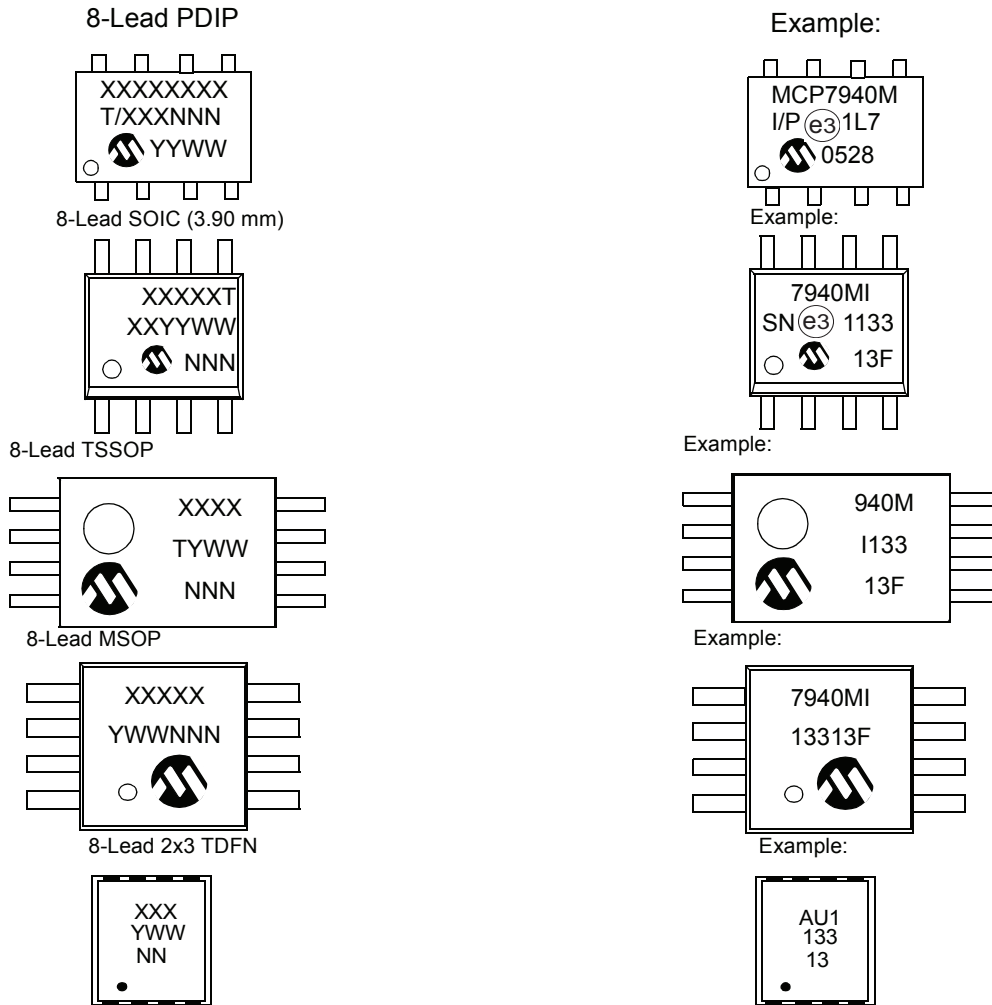 8-Lead PDIP
Example:
XXXXXXXX
T/XXXNNN
YYWW
MCP7940M
I/P e3 1L7
0528
8-Lead SOIC (3.90 mm)
Example:
XXXXXT
XXYYWW
NNN
7940MI
SN e3 1133
13F
8-Lead TSSOP
Example:
XXXX
TYWW
NNN
940M
I133
13F
8-Lead MSOP
Example:
XXXXX
YWWNNN
7940MI
13313F
8-Lead 2x3 TDFN
Example:
XXX
YWW
NN
AU1
133
13